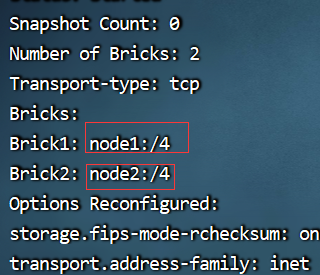 Snapshot Count: 0
Number of Bricks: 2
Transport-type: tcp
Bricks:
Brick1: node1:/4
Brick2: node2:/4
Options Reconfigured:
storage.fips-mode-rchecksum: on
transport.address-family: inet